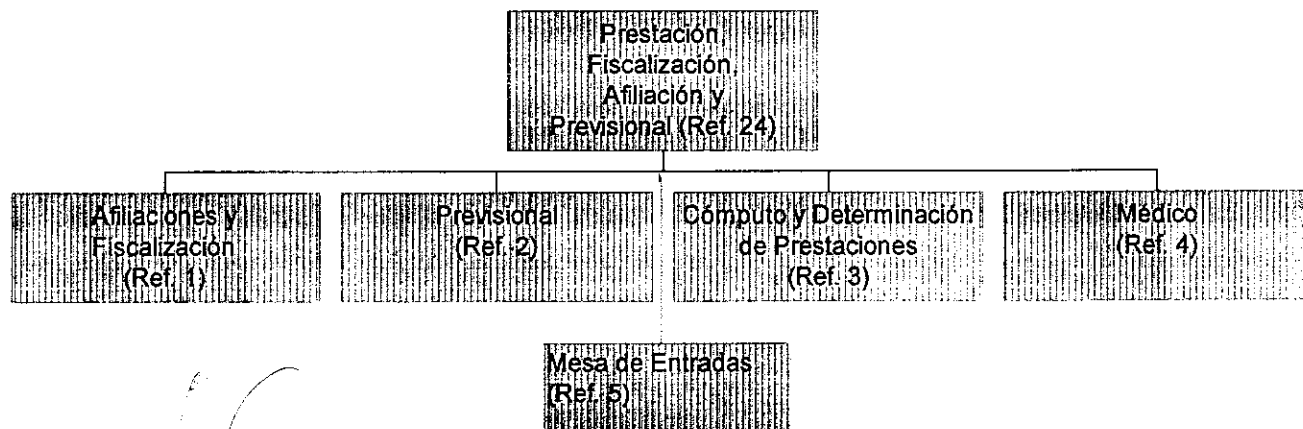 Prestación
Fiscalización,
Afiliación y
Previsional (Ref. 24)
Afiliaciones y
Fiscalización
(Ref. 1)
Previsional
(Ref. 2)
Cómputo y Determinación
de Prestaciones
(Ref. 3)
Médico
(Ref. 4)
Mesa de Entradas
(Ref. 5)